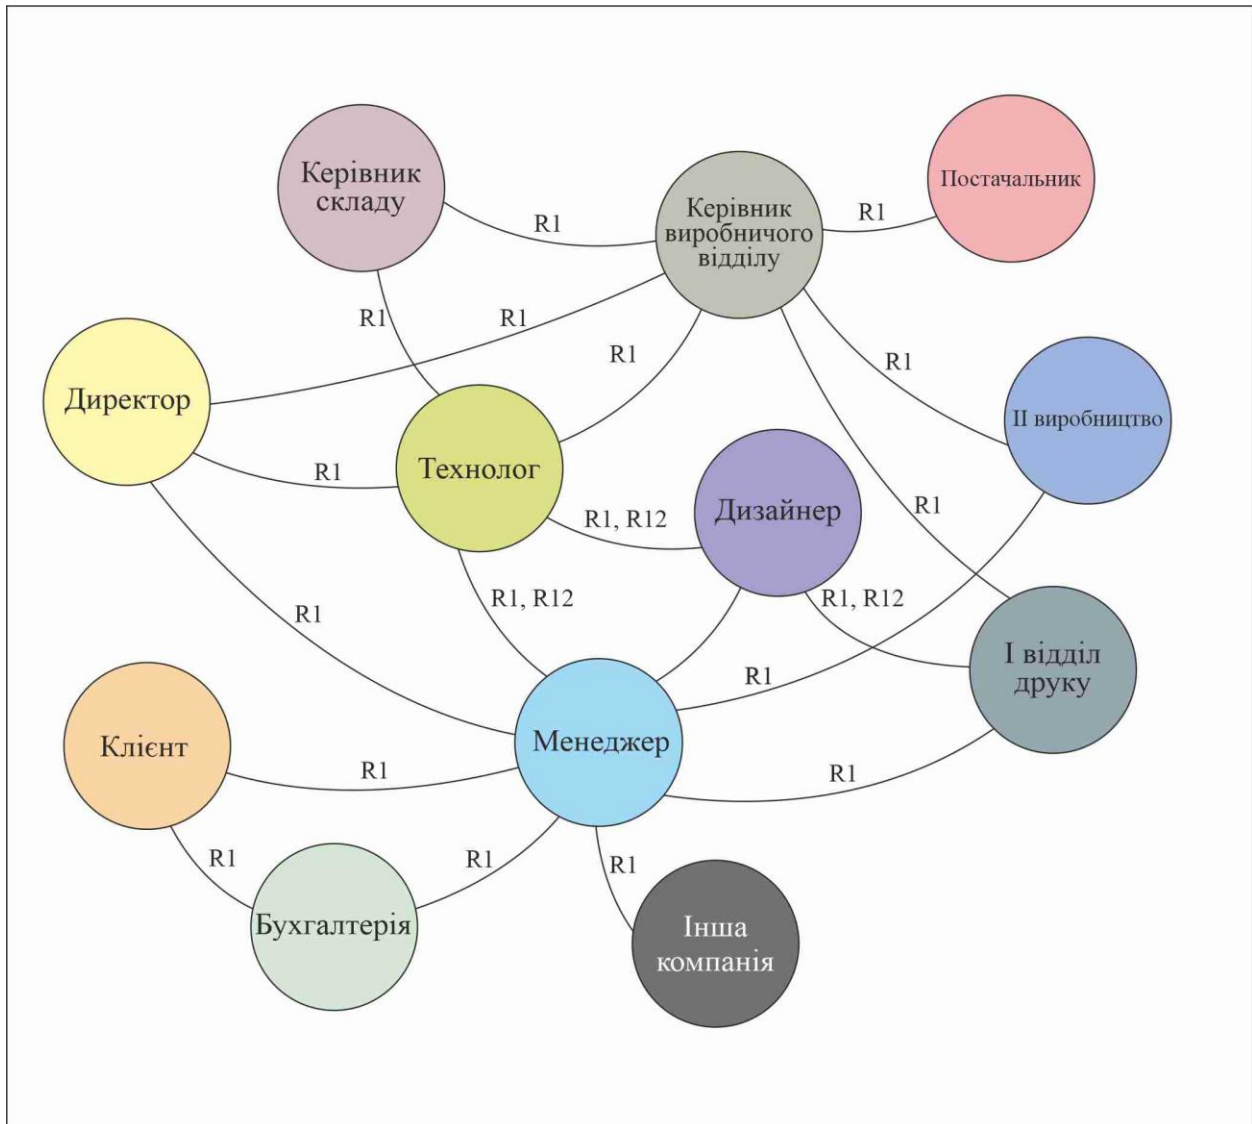 Керівник
складу
Керівник
виробничого
відділу
Постачальник
R1
R1
R1
R1
R1
R1
Директор
ІІ виробництво
Технолог
R1
Дизайнер
R1
R1, R12
R1, R12
R1, R12
R1
І відділ
друку
R1
Клієнт
Менеджер
R1
R1
R1
R1
R1
Бухгалтерія
Інша
компанія